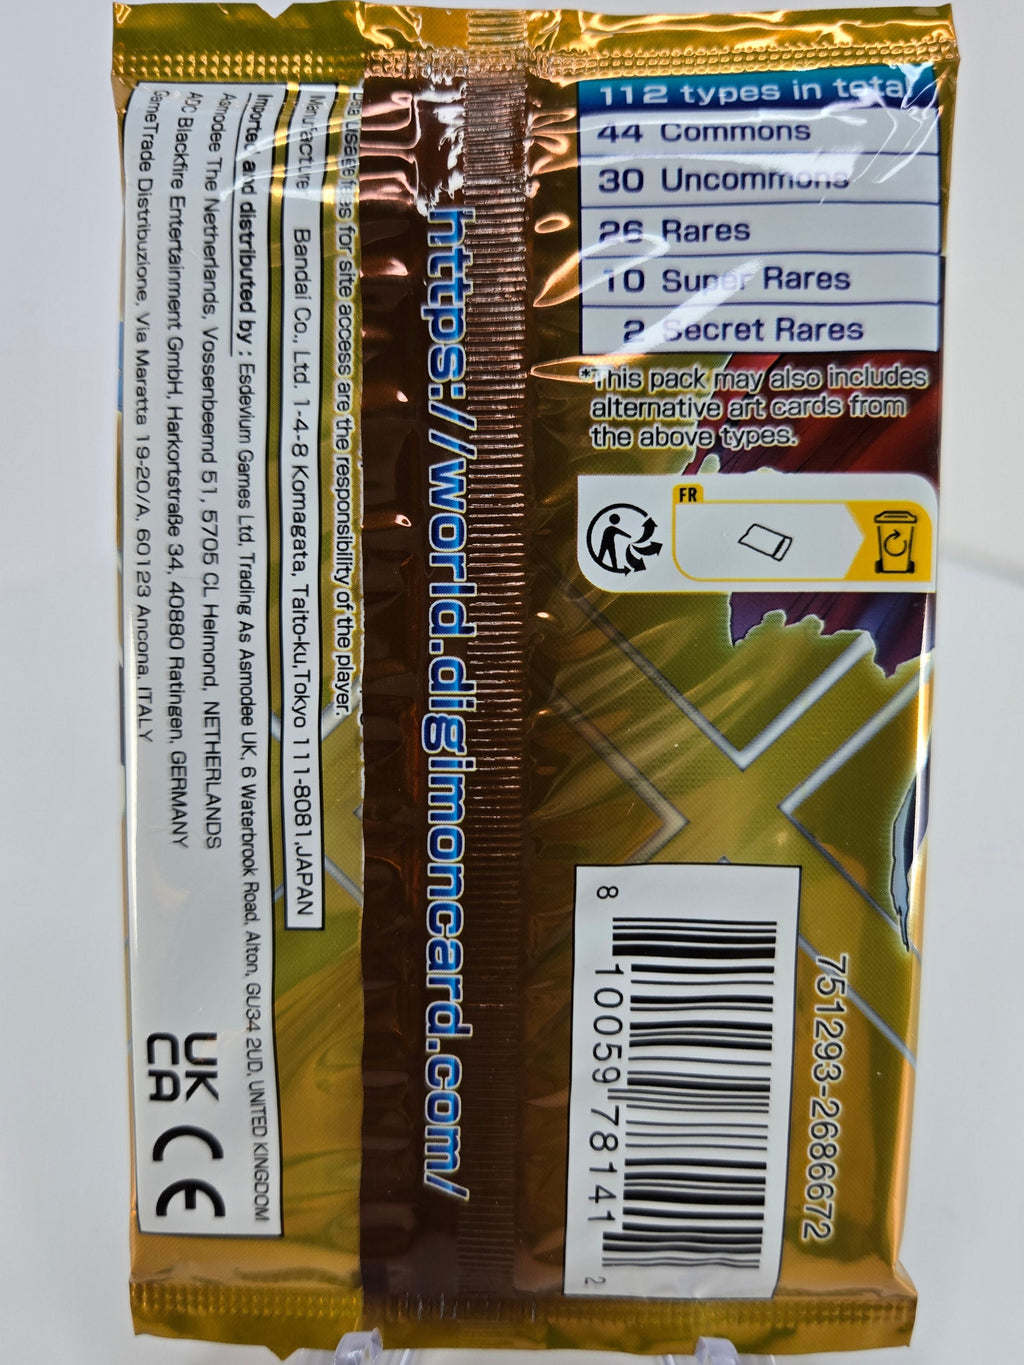 112 types in total
44 Commons
30 Uncommons
26 Rares
10 Super Rares
2 Secret Rares
*This pack may also includes
alternative art cards from
the above types.
FR
8 10059 78141 2
751293-2686672
https://world.digimoncard.com/
Data usage fees for site access are the responsibility of the player.
Manufacture Bandai Co., Ltd. 1-4-8 Komagata, Taito-ku,Tokyo 111-8081,JAPAN
Imported and distributed by : Esdevium Games Ltd, Trading As Asmodee UK, 6 Waterbrook Road, Alton, GU34 2UD, UNITED KINGDOM
Asmodee The Netherlands, Vossenbeemd 51, 5705 CL Helmond, NETHERLANDS
ADC Blackfire Entertainment GmbH, Harkortstraße 34, 40880 Ratingen, GERMANY
GameTrade Distribuzione, Via Maratta 19-20/A, 60123 Ancona, ITALY
UK
CA
CE